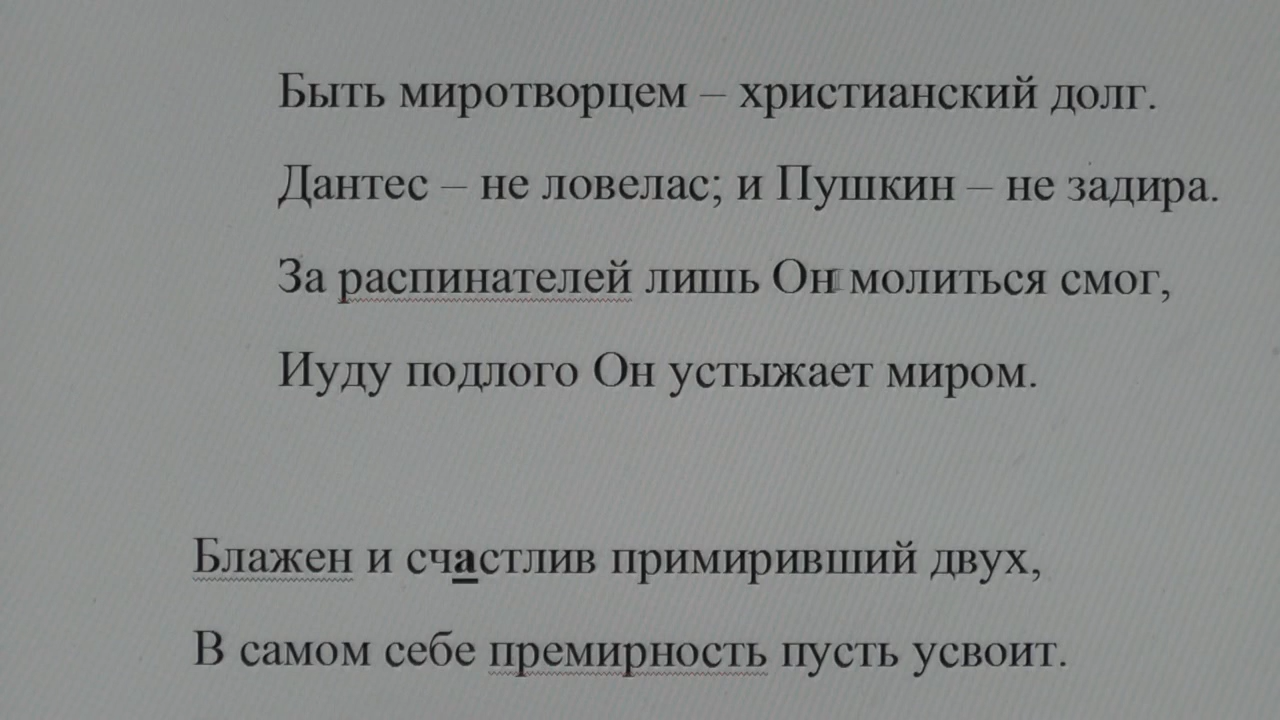 Быть миротворцем – христианский долг.
Дантес – не ловелас; и Пушкин – не задира.
За распинателей лишь Он молиться смог,
Иуду подлого Он устыжает миром.
Блажен и счастлив примиривший двух,
В самом себе премирность пусть усвоит.